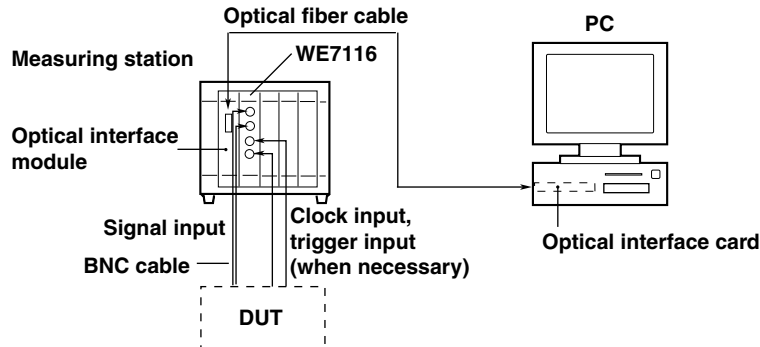 Optical fiber cable
PC
Measuring station
WE7116
Optical interface
module
Signal input
Clock input,
trigger input
(when necessary)
Optical interface card
BNC cable
DUT